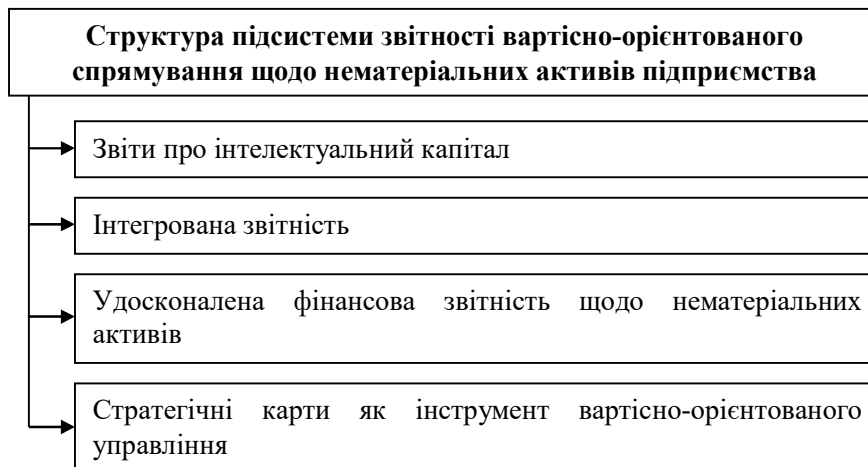 Структура підсистеми звітності вартісно-орієнтованого
спрямування щодо нематеріальних активів підприємства
Звіти про інтелектуальний капітал
Інтегрована звітність
Удосконалена фінансова звітність щодо нематеріальних
активів
Стратегічні карти як інструмент вартісно-орієнтованого
управління